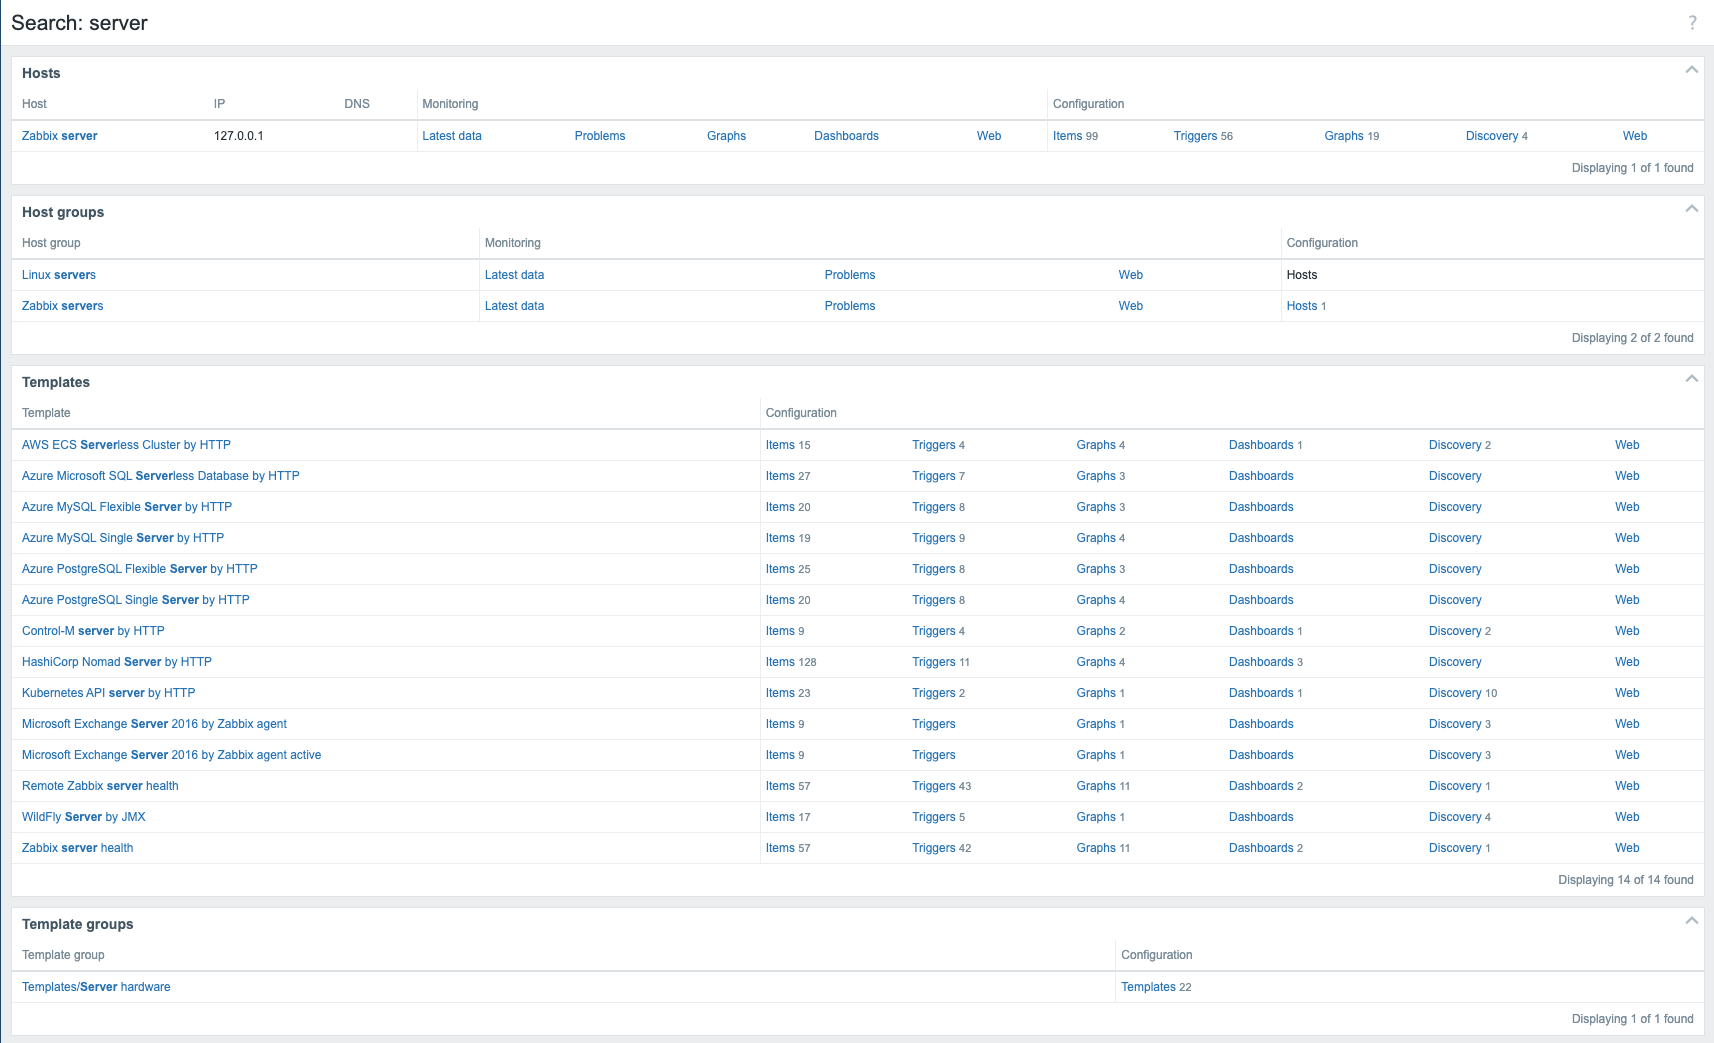 Search: server ?
Hosts
Host IP DNS Monitoring Configuration
Zabbix server 127.0.0.1 Latest data Problems Graphs Dashboards Web Items 99 Triggers 56 Graphs 19 Discovery 4 Web
Displaying 1 of 1 found
Host groups
Host group Monitoring Configuration
Linux servers Latest data Problems Web Hosts
Zabbix servers Latest data Problems Web Hosts 1
Displaying 2 of 2 found
Templates
Template Configuration
AWS ECS Serverless Cluster by HTTP Items 15 Triggers 4 Graphs 4 Dashboards 1 Discovery 2 Web
Azure Microsoft SQL Serverless Database by HTTP Items 27 Triggers 7 Graphs 3 Dashboards Discovery Web
Azure MySQL Flexible Server by HTTP Items 20 Triggers 8 Graphs 3 Dashboards Discovery Web
Azure MySQL Single Server by HTTP Items 19 Triggers 9 Graphs 4 Dashboards Discovery Web
Azure PostgreSQL Flexible Server by HTTP Items 25 Triggers 8 Graphs 3 Dashboards Discovery Web
Azure PostgreSQL Single Server by HTTP Items 20 Triggers 8 Graphs 4 Dashboards Discovery Web
Control-M server by HTTP Items 9 Triggers 4 Graphs 2 Dashboards 1 Discovery 2 Web
HashiCorp Nomad Server by HTTP Items 128 Triggers 11 Graphs 4 Dashboards 3 Discovery Web
Kubernetes API server by HTTP Items 23 Triggers 2 Graphs 1 Dashboards 1 Discovery 10 Web
Microsoft Exchange Server 2016 by Zabbix agent Items 9 Triggers Graphs 1 Dashboards Discovery 3 Web
Microsoft Exchange Server 2016 by Zabbix agent active Items 9 Triggers Graphs 1 Dashboards Discovery 3 Web
Remote Zabbix server health Items 57 Triggers 43 Graphs 11 Dashboards 2 Discovery 1 Web
WildFly Server by JMX Items 17 Triggers 5 Graphs 1 Dashboards Discovery 4 Web
Zabbix server health Items 57 Triggers 42 Graphs 11 Dashboards 2 Discovery 1 Web
Displaying 14 of 14 found
Template groups
Template group Configuration
Templates/Server hardware Templates 22
Displaying 1 of 1 found